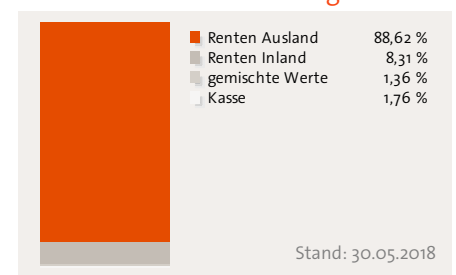 Renten Ausland 88,62 %
Renten Inland 8,31 %
gemischte Werte 1,36 %
Kasse 1,76 %
Stand: 30.05.2018